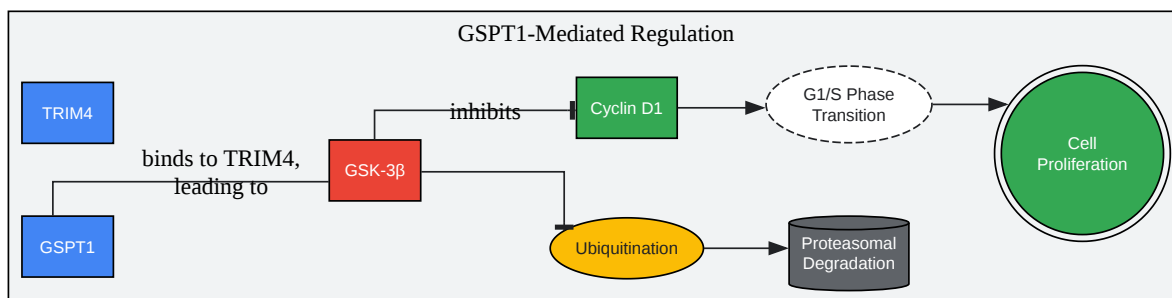 GSPT1-Mediated Regulation
TRIM4
inhibits
Cyclin D1
G1/S Phase
Transition
Cell
Proliferation
binds to TRIM4,
leading to
GSK-3β
GSPT1
Ubiquitination
Proteasomal
Degradation